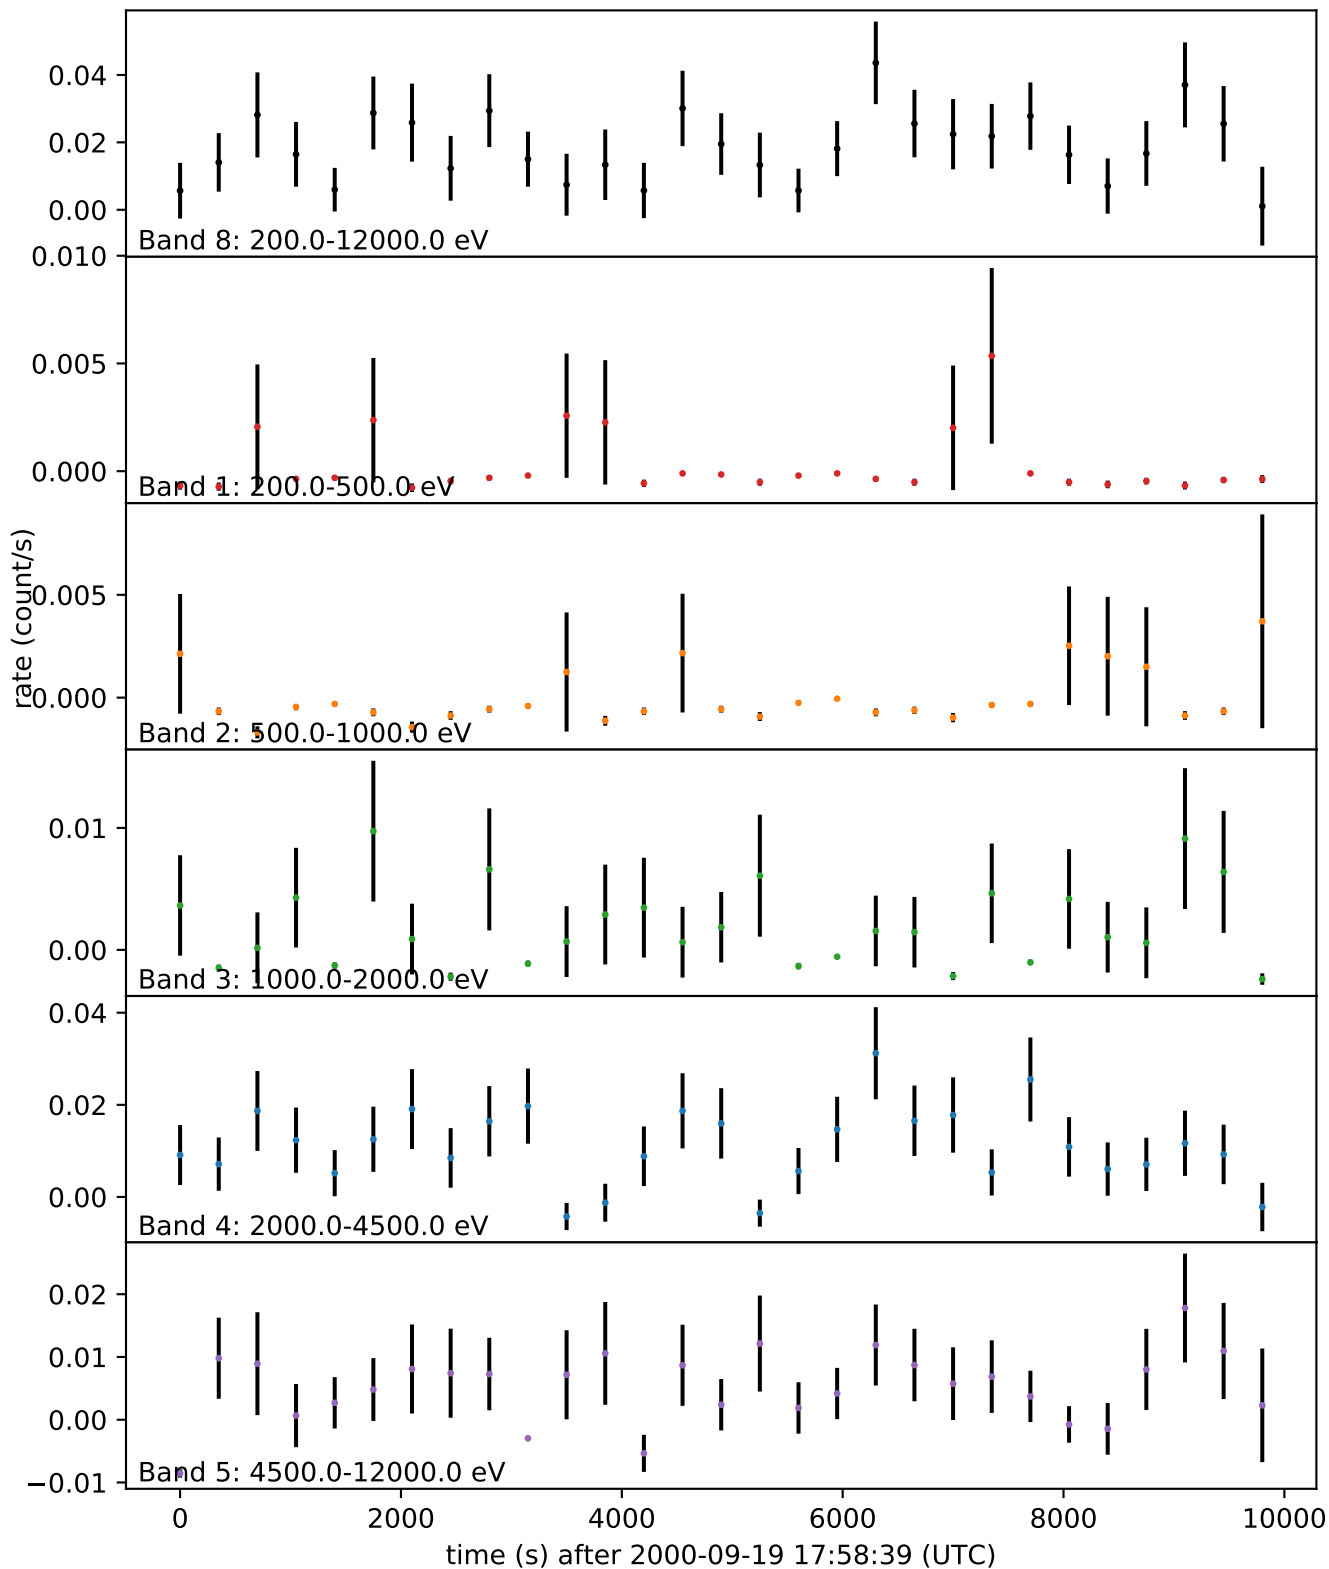 0.04
0.02
0.00
Band 8: 200.0-12000.0 eV
0.010
0.005
0.000
Band 1: 200.0-500.0 eV
rate (count/s)
0.005
0.000
Band 2: 500.0-1000.0 eV
0.01
0.00
Band 3: 1000.0-2000.0 eV
0.04
0.02
0.00
Band 4: 2000.0-4500.0 eV
0.02
0.01
0.00
−0.01
Band 5: 4500.0-12000.0 eV
0 2000 4000 6000 8000 10000
time (s) after 2000-09-19 17:58:39 (UTC)